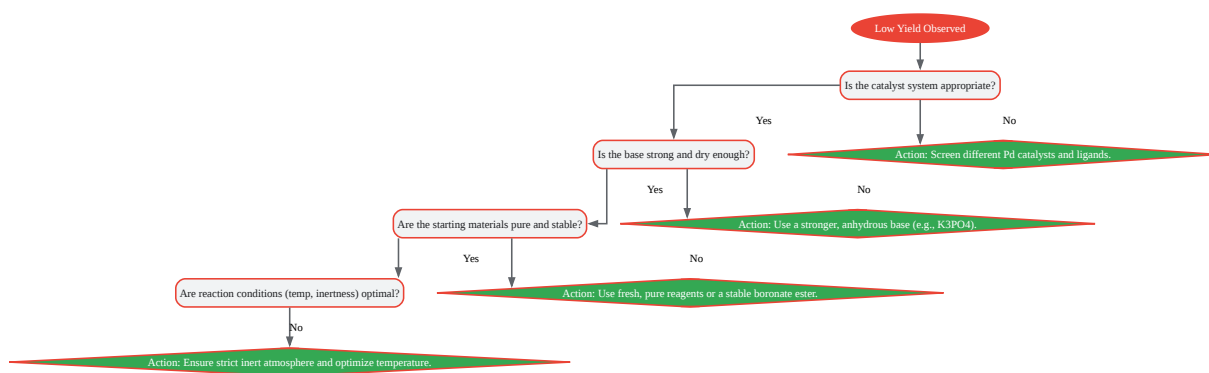 Low Yield Observed
Is the catalyst system appropriate?
Yes
No
Is the base strong and dry enough?
Action: Screen different Pd catalysts and ligands.
Yes
No
Are the starting materials pure and stable?
Action: Use a stronger, anhydrous base (e.g., K3PO4).
Yes
No
Are reaction conditions (temp, inertness) optimal?
Action: Use fresh, pure reagents or a stable boronate ester.
No
Action: Ensure strict inert atmosphere and optimize temperature.